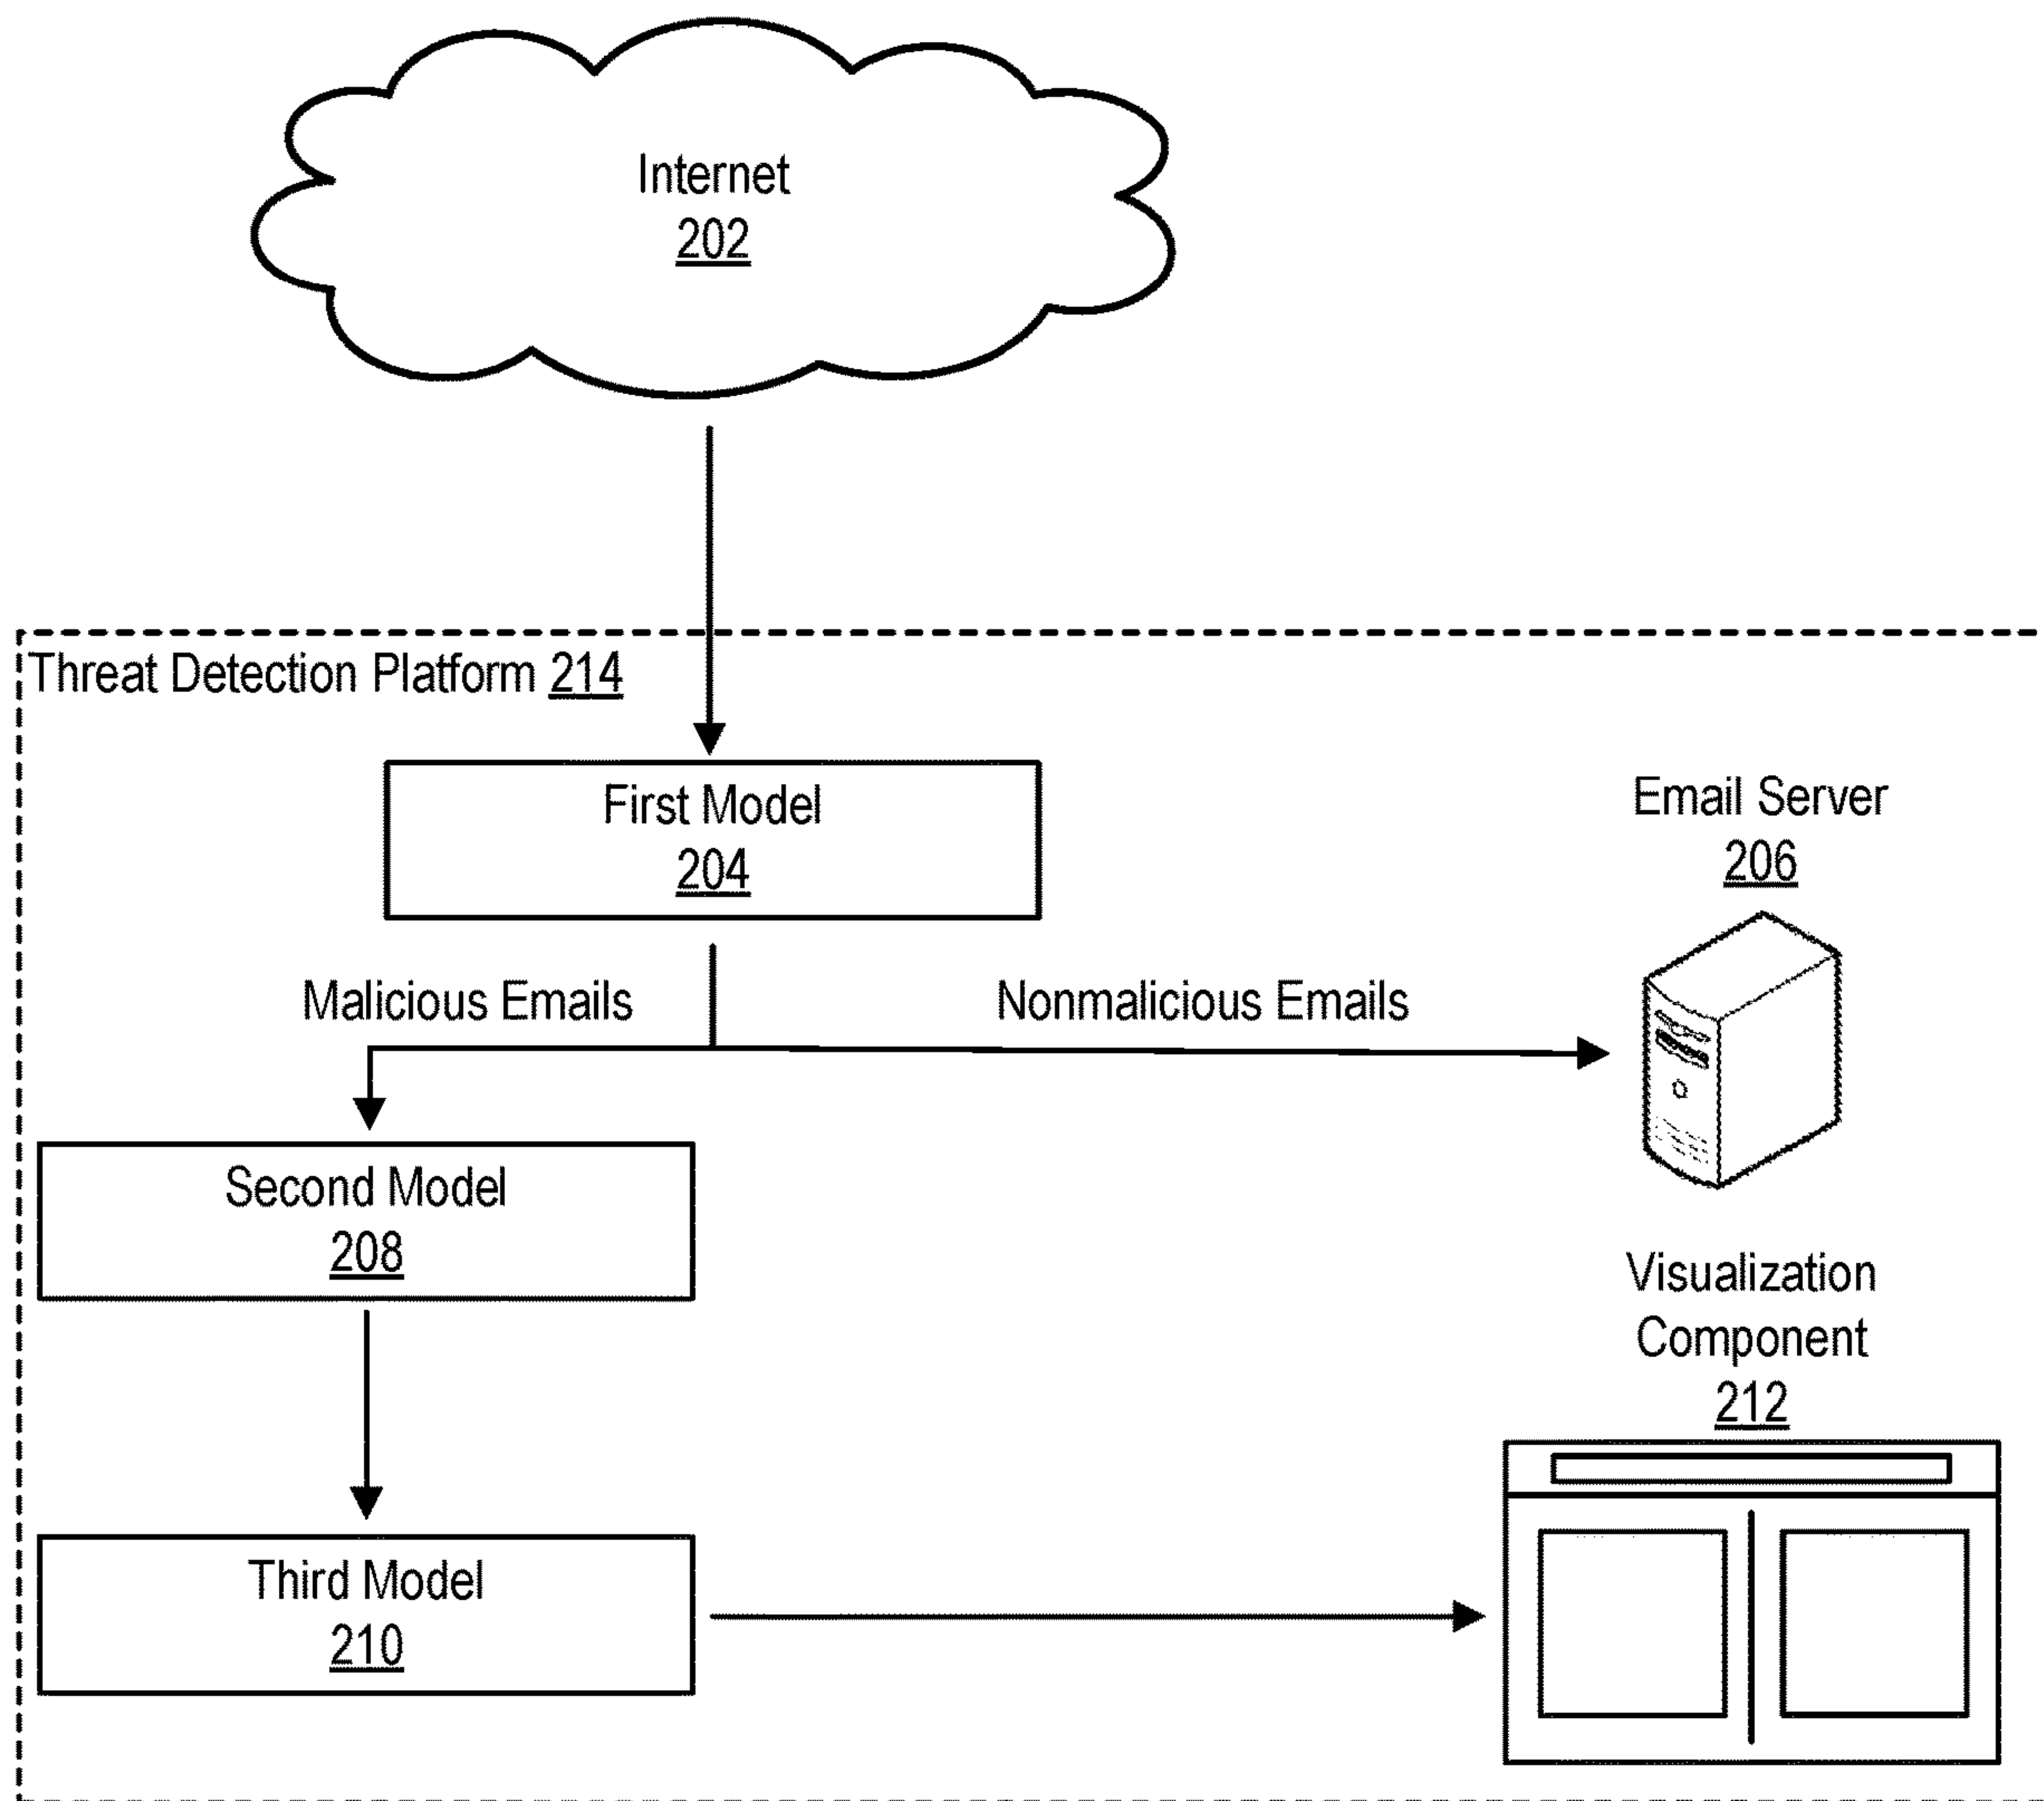 Internet
202
Threat Detection Platform 214
First Model
204
Email Server
206
Malicious Emails
Nonmalicious Emails
Second Model
208
Visualization
Component
212
Third Model
210